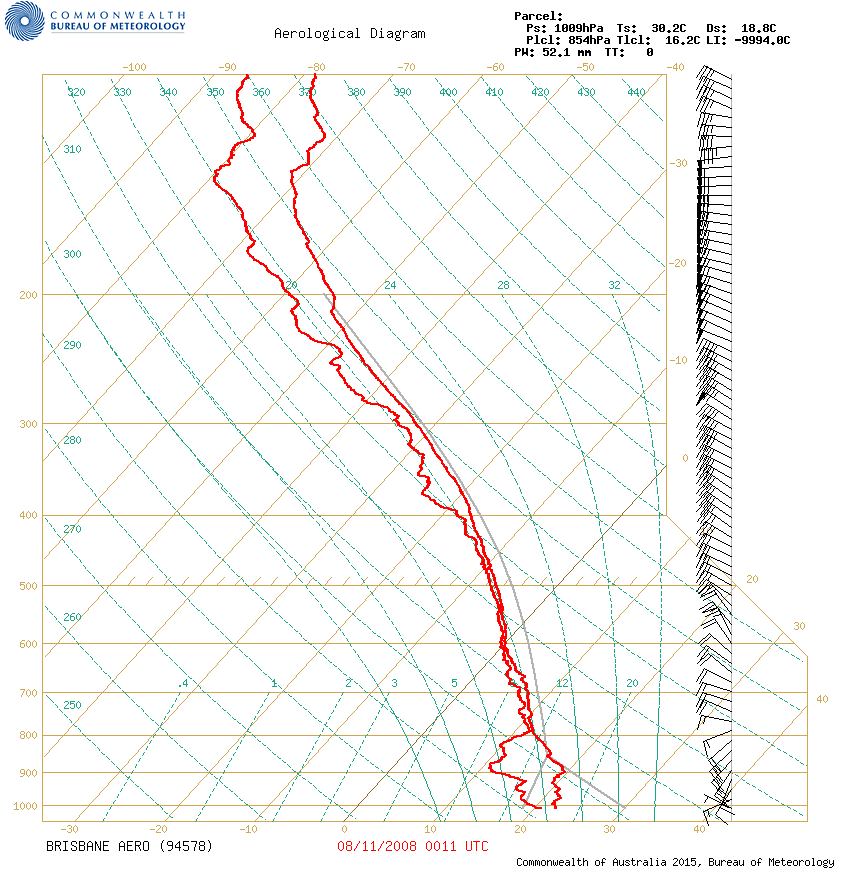 COMMONWEALTH
BUREAU OF METEOROLOGY
Aerological Diagram
Parcel:
Ps: 1009hPa Ts: 30.2C Ds: 18.8C
Plcl: 854hPa Tlcl: 16.2C LI: -9994.0C
PW: 52.1 mm TT: 0
-100 -90 -80 -70 -60 -50 -40
320 330 340 350 360 370 380 390 400 410 420 430 440
310
-30
300
-20
200 20 24 28 32
290
-10
300
280
0
400
270
500 20
260
30
600
.4 1 2 3 5 12 20
700 40
250
800
900
1000
-30 -20 -10 0 10 20 30 40
BRISBANE AERO (94578) 08/11/2008 0011 UTC
Commonwealth of Australia 2015, Bureau of Meteorology